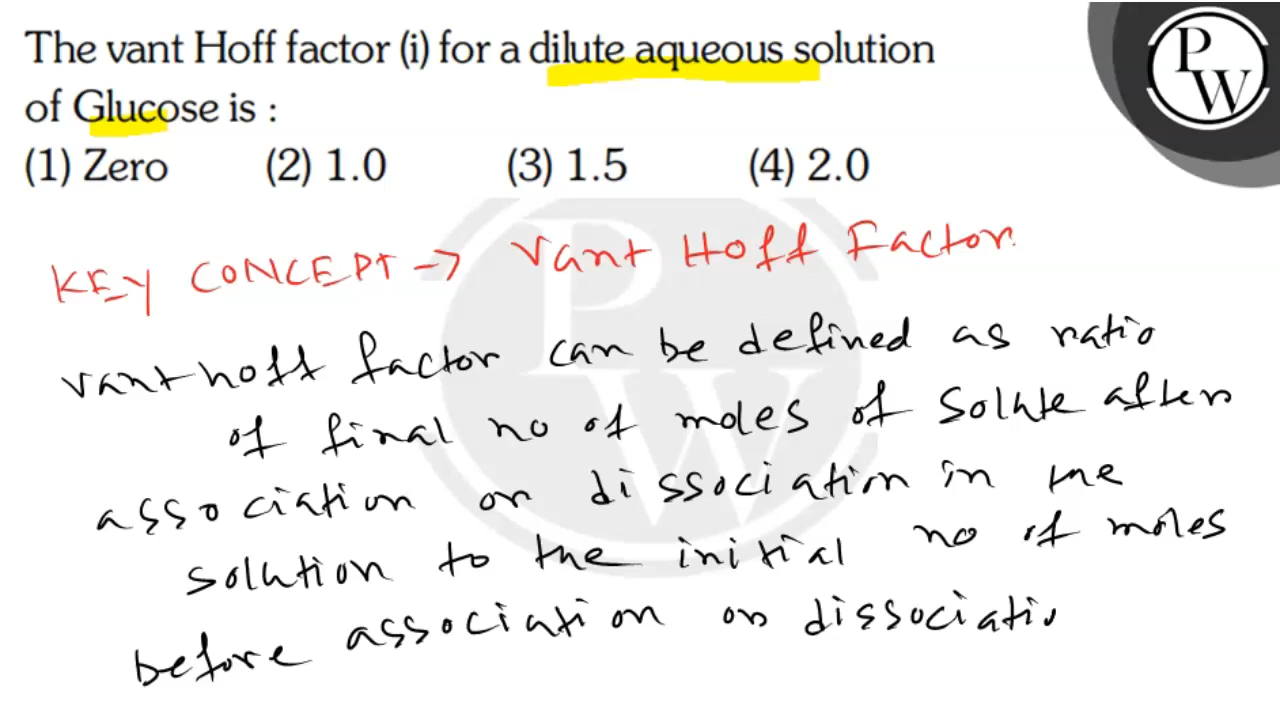 The vant Hoff factor (i) for a dilute aqueous solution
of Glucose is :
(1) Zero (2) 1.0 (3) 1.5 (4) 2.0
KEY CONCEPT → Vant Hoff Factor.
vant hoff factor can be defined as ratio
of final no of moles of solute after
association or dissociation in the
solution to the initial no of moles
before association or dissociatio
P
W